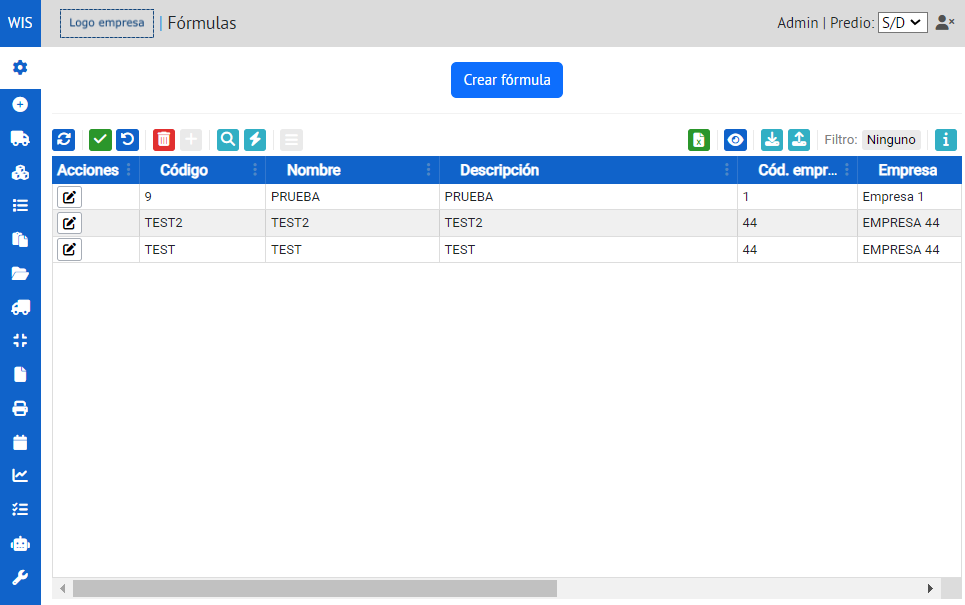 WIS Logo empresa | Fórmulas Admin | Predio: S/D
Crear fórmula
Filtro: Ninguno
Acciones Código Nombre Descripción Cód. empr... Empresa
9 PRUEBA PRUEBA 1 Empresa 1
TEST2 TEST2 TEST2 44 EMPRESA 44
TEST TEST TEST 44 EMPRESA 44